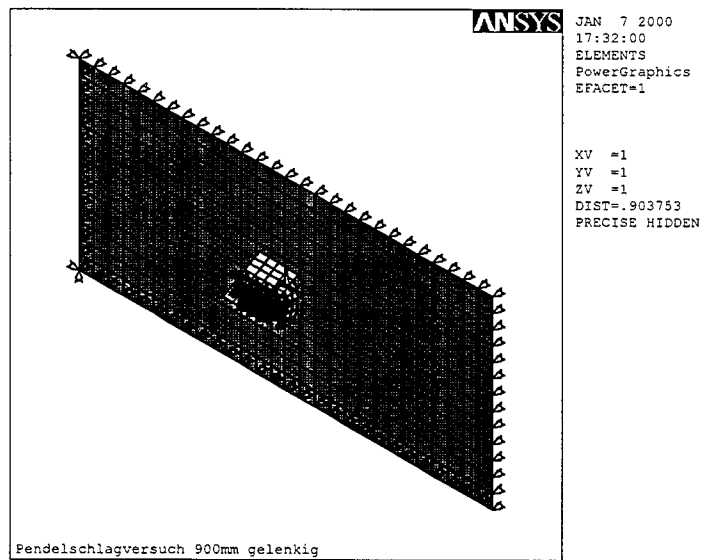 ANSYS
JAN 7 2000
17:32:00
ELEMENTS
PowerGraphics
EFACET=1
XV =1
YV =1
ZV =1
DIST=.903753
PRECISE HIDDEN
Pendelschlagversuch 900mm gelenkig